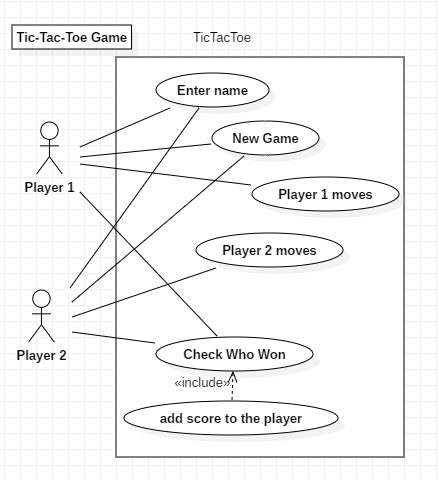 Tic-Tac-Toe Game
TicTacToe
Enter name
New Game
Player 1
Player 1 moves
Player 2 moves
Player 2
Check Who Won
«include»
add score to the player